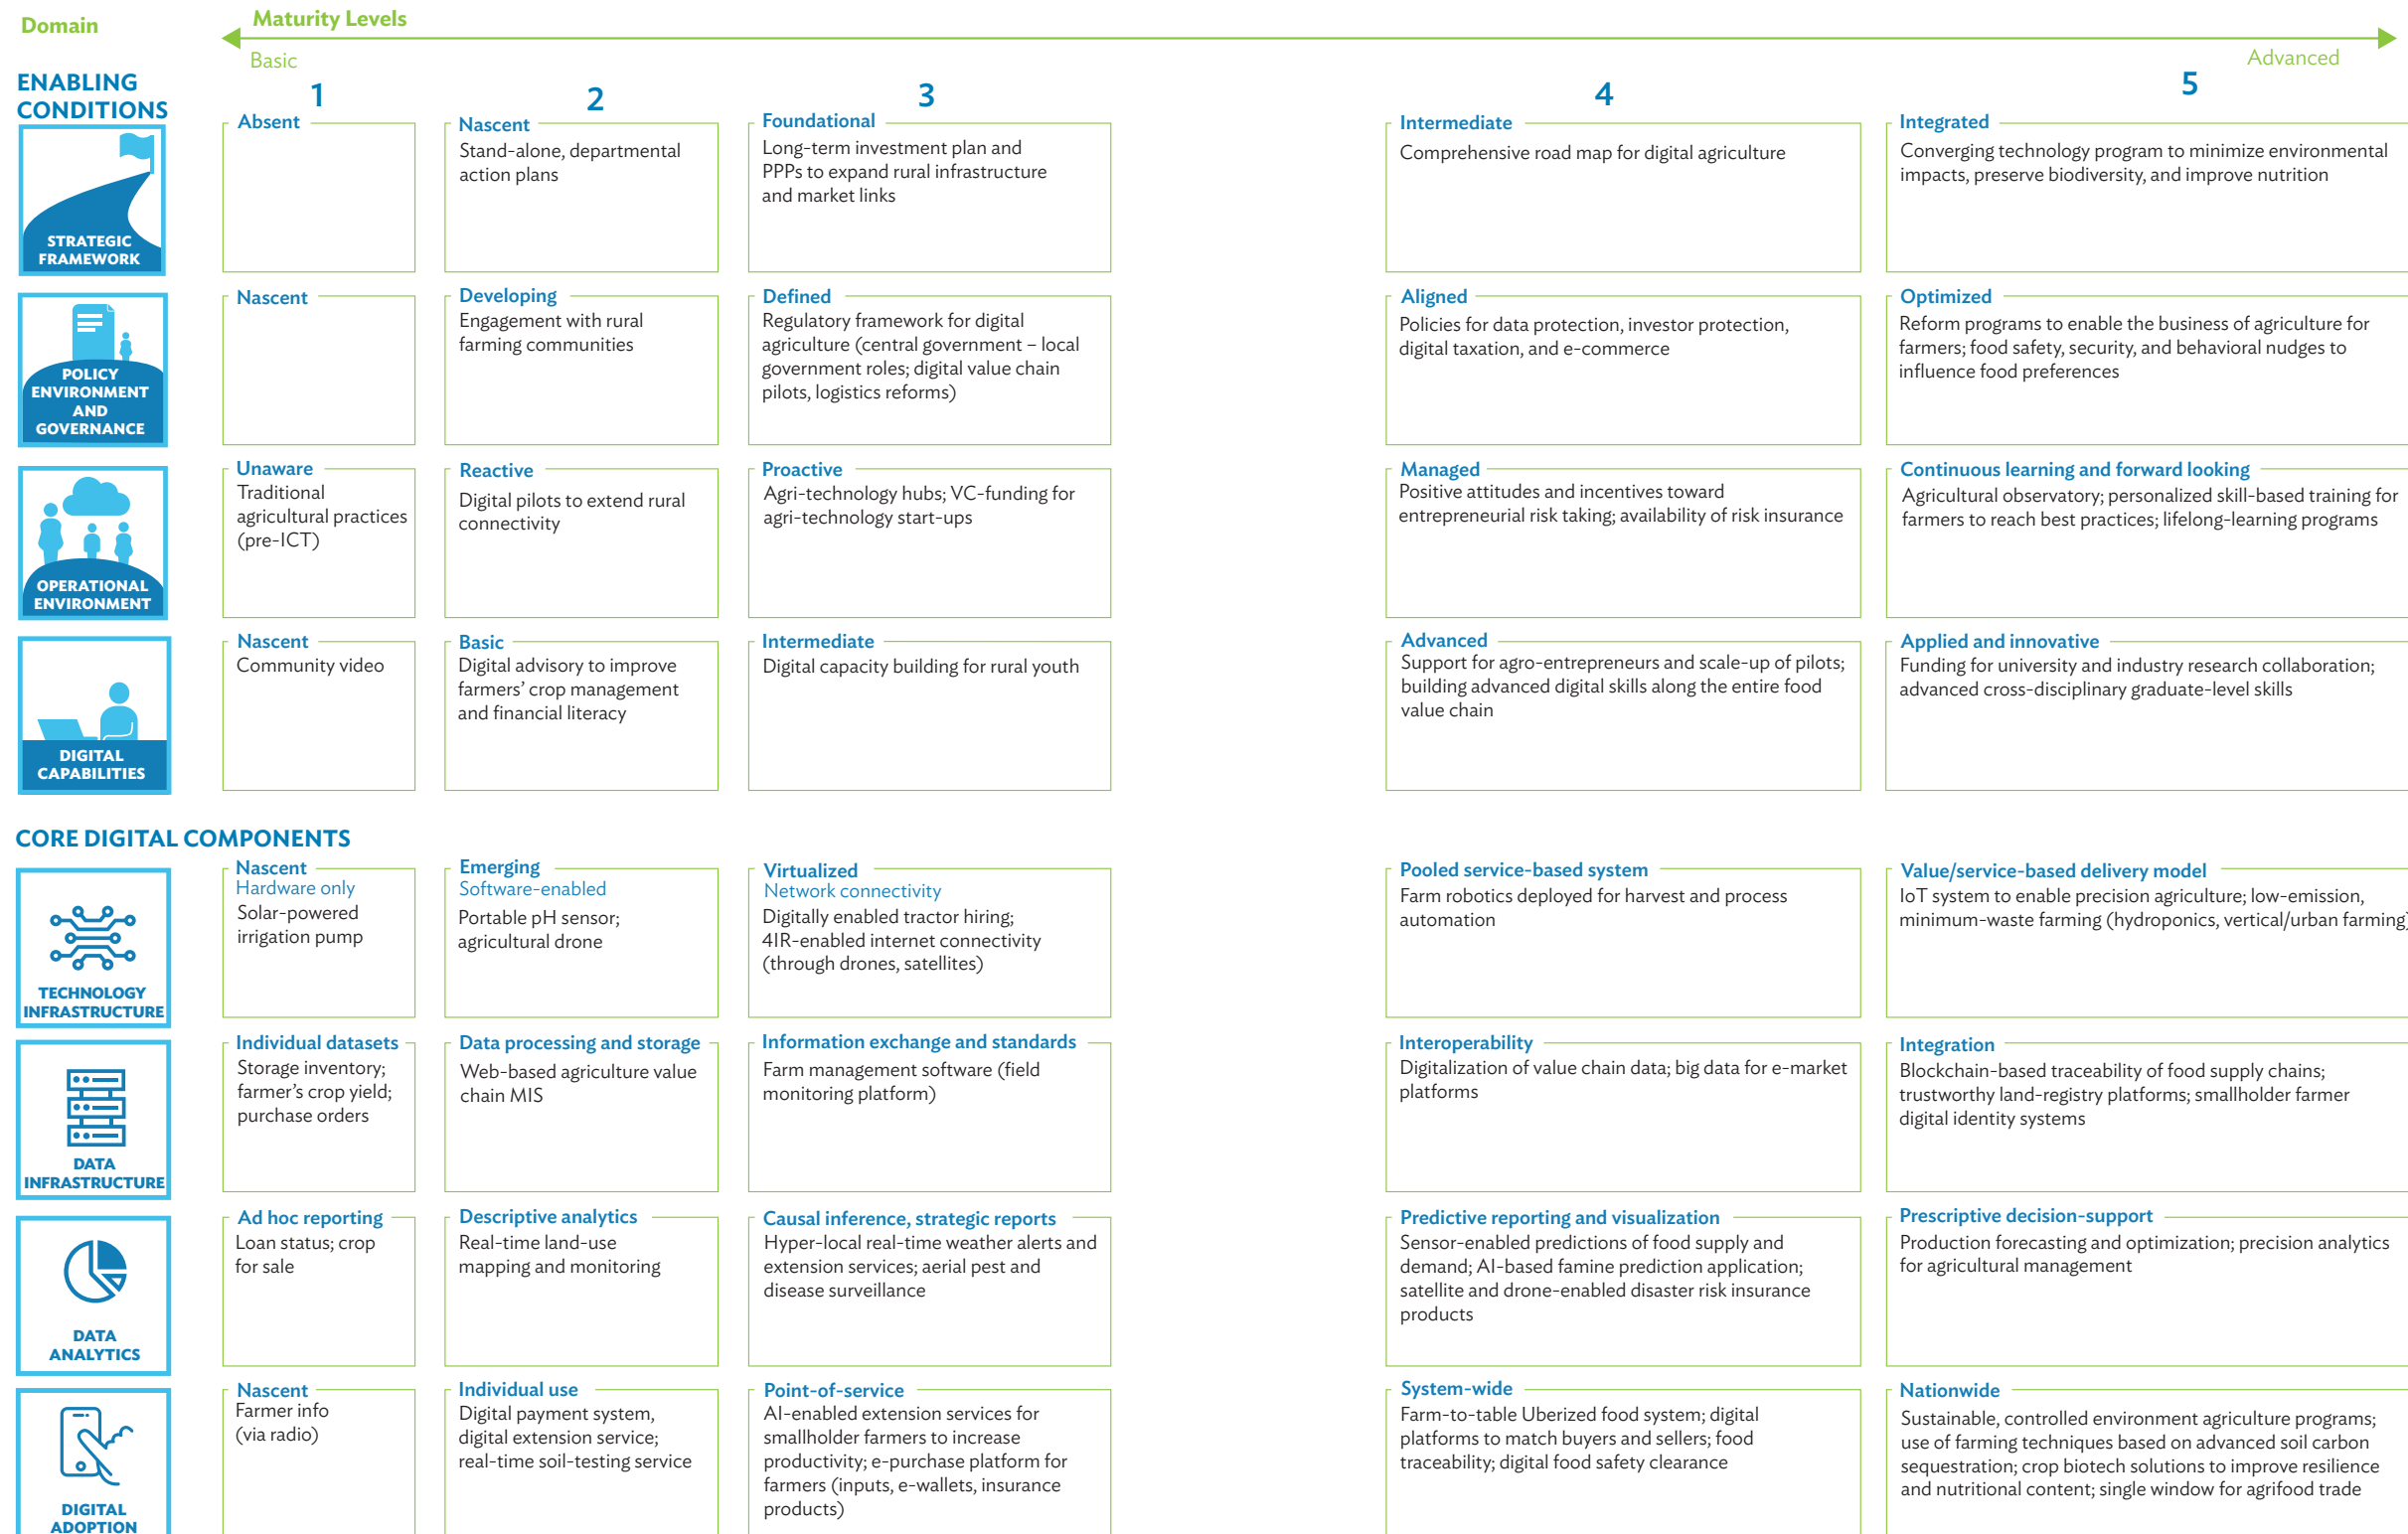 Domain
Maturity Levels
Basic
Advanced
ENABLING
CONDITIONS
1
2
3
4
5
STRATEGIC
FRAMEWORK
Absent
Nascent
Stand-alone, departmental
action plans
Foundational
Long-term investment plan and
PPPs to expand rural infrastructure
and market links
Intermediate
Comprehensive road map for digital agriculture
Integrated
Converging technology program to minimize environmental
impacts, preserve biodiversity, and improve nutrition
POLICY
ENVIRONMENT
AND
GOVERNANCE
Nascent
Developing
Engagement with rural
farming communities
Defined
Regulatory framework for digital
agriculture (central government – local
government roles; digital value chain
pilots, logistics reforms)
Aligned
Policies for data protection, investor protection,
digital taxation, and e-commerce
Optimized
Reform programs to enable the business of agriculture for
farmers; food safety, security, and behavioral nudges to
influence food preferences
OPERATIONAL
ENVIRONMENT
Unaware
Traditional
agricultural practices
(pre-ICT)
Reactive
Digital pilots to extend rural
connectivity
Proactive
Agri-technology hubs; VC-funding for
agri-technology start-ups
Managed
Positive attitudes and incentives toward
entrepreneurial risk taking; availability of risk insurance
Continuous learning and forward looking
Agricultural observatory; personalized skill-based training for
farmers to reach best practices; lifelong-learning programs
DIGITAL
CAPABILITIES
Nascent
Community video
Basic
Digital advisory to improve
farmers’ crop management
and financial literacy
Intermediate
Digital capacity building for rural youth
Advanced
Support for agro-entrepreneurs and scale-up of pilots;
building advanced digital skills along the entire food
value chain
Applied and innovative
Funding for university and industry research collaboration;
advanced cross-disciplinary graduate-level skills
CORE DIGITAL COMPONENTS
TECHNOLOGY
INFRASTRUCTURE
Nascent
Hardware only
Solar-powered
irrigation pump
Emerging
Software-enabled
Portable pH sensor;
agricultural drone
Virtualized
Network connectivity
Digitally enabled tractor hiring;
4IR-enabled internet connectivity
(through drones, satellites)
Pooled service-based system
Farm robotics deployed for harvest and process
automation
Value/service-based delivery model
IoT system to enable precision agriculture; low-emission,
minimum-waste farming (hydroponics, vertical/urban farming)
DATA
INFRASTRUCTURE
Individual datasets
Storage inventory;
farmer’s crop yield;
purchase orders
Data processing and storage
Web-based agriculture value
chain MIS
Information exchange and standards
Farm management software (field
monitoring platform)
Interoperability
Digitalization of value chain data; big data for e-market
platforms
Integration
Blockchain-based traceability of food supply chains;
trustworthy land-registry platforms; smallholder farmer
digital identity systems
DATA
ANALYTICS
Ad hoc reporting
Loan status; crop
for sale
Descriptive analytics
Real-time land-use
mapping and monitoring
Causal inference, strategic reports
Hyper-local real-time weather alerts and
extension services; aerial pest and
disease surveillance
Predictive reporting and visualization
Sensor-enabled predictions of food supply and
demand; AI-based famine prediction application;
satellite and drone-enabled disaster risk insurance
products
Prescriptive decision-support
Production forecasting and optimization; precision analytics
for agricultural management
DIGITAL
ADOPTION
Nascent
Farmer info
(via radio)
Individual use
Digital payment system,
digital extension service;
real-time soil-testing service
Point-of-service
AI-enabled extension services for
smallholder farmers to increase
productivity; e-purchase platform for
farmers (inputs, e-wallets, insurance
products)
System-wide
Farm-to-table Uberized food system; digital
platforms to match buyers and sellers; food
traceability; digital food safety clearance
Nationwide
Sustainable, controlled environment agriculture programs;
use of farming techniques based on advanced soil carbon
sequestration; crop biotech solutions to improve resilience
and nutritional content; single window for agrifood trade